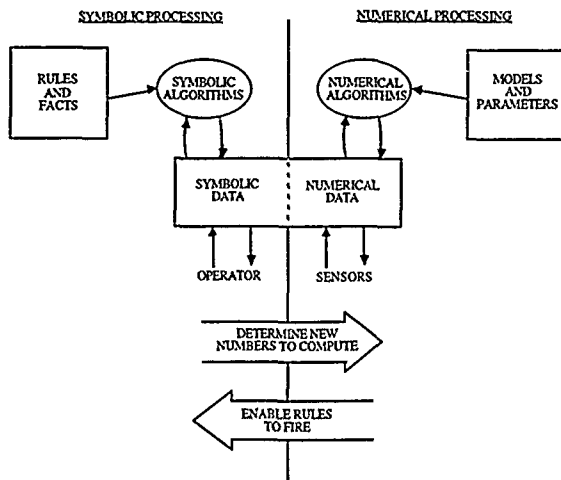 SYMBOLIC PROCESSING
NUMERICAL PROCESSING
RULES
AND
FACTS
SYMBOLIC
ALGORITHMS
NUMERICAL
ALGORITHMS
MODELS
AND
PARAMETERS
SYMBOLIC
DATA
NUMERICAL
DATA
OPERATOR
SENSORS
DETERMINE NEW
NUMBERS TO COMPUTE
ENABLE RULES
TO FIRE